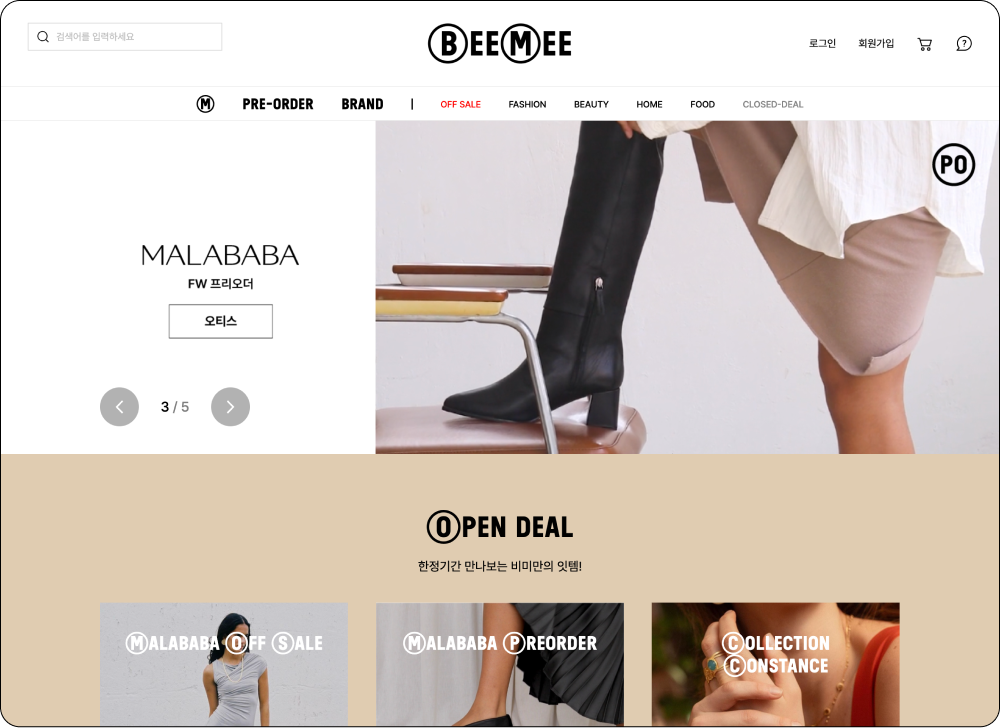 검색어를 입력하세요
BEEMEE
로그인 회원가입
?
M PRE-ORDER BRAND | OFF SALE FASHION BEAUTY HOME FOOD CLOSED-DEAL
PO
MALABABA
FW 프리오더
오티스
3 / 5
OPEN DEAL
한정기간 만나보는 비미만의 잇템!
MALABABA OFF SALE
MALABABA PREORDER
COLLECTION
CONSTANCE